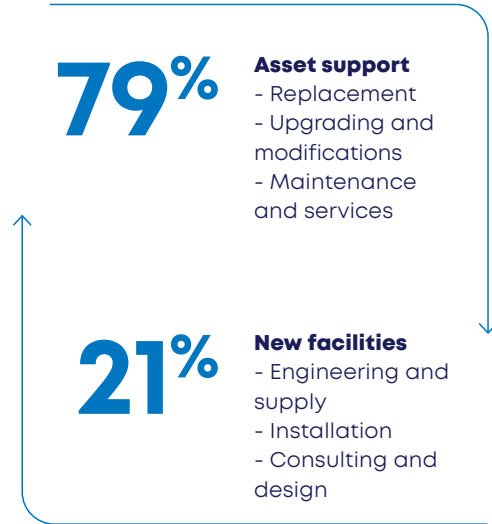 79%
Asset support
- Replacement
- Upgrading and
modifications
- Maintenance
and services
21%
New facilities
- Engineering and
supply
- Installation
- Consulting and
design